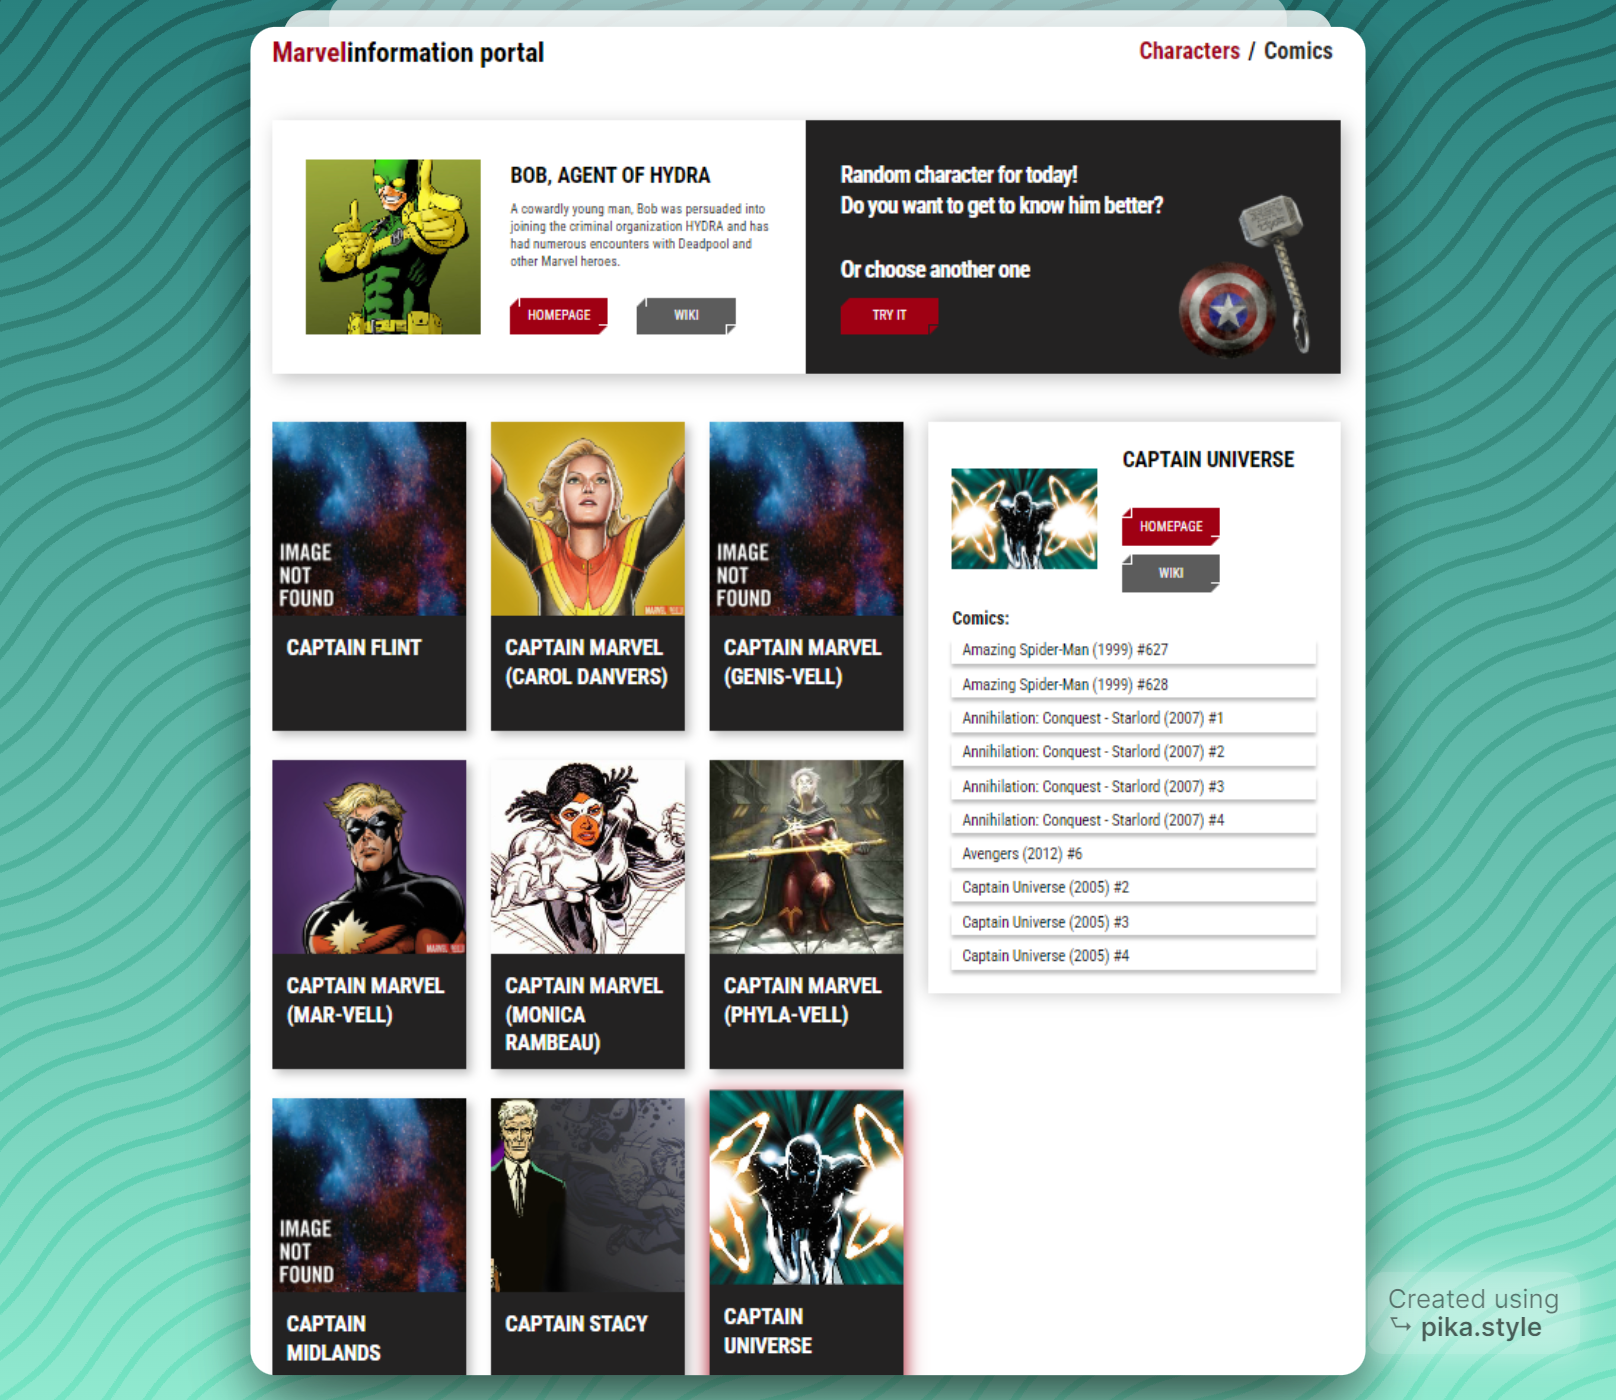 Marvel information portal
Characters / Comics
BOB, AGENT OF HYDRA
A cowardly young man, Bob was persuaded into
joining the criminal organization HYDRA and has
had numerous encounters with Deadpool and
other Marvel heroes.
HOMEPAGE
WIKI
Random character for today!
Do you want to get to know him better?
Or choose another one
TRY IT
IMAGE
NOT
FOUND
CAPTAIN FLINT
CAPTAIN MARVEL
(CAROL DANVERS)
IMAGE
NOT
FOUND
CAPTAIN MARVEL
(GENIS-VELL)
CAPTAIN MARVEL
(MAR-VELL)
CAPTAIN MARVEL
(MONICA
RAMBEAU)
CAPTAIN MARVEL
(PHYLA-VELL)
IMAGE
NOT
FOUND
CAPTAIN
MIDLANDS
CAPTAIN STACY
CAPTAIN
UNIVERSE
CAPTAIN UNIVERSE
HOMEPAGE
WIKI
Comics:
Amazing Spider-Man (1999) #627
Amazing Spider-Man (1999) #628
Annihilation: Conquest - Starlord (2007) #1
Annihilation: Conquest - Starlord (2007) #2
Annihilation: Conquest - Starlord (2007) #3
Annihilation: Conquest - Starlord (2007) #4
Avengers (2012) #6
Captain Universe (2005) #2
Captain Universe (2005) #3
Captain Universe (2005) #4
Created using
pika.style